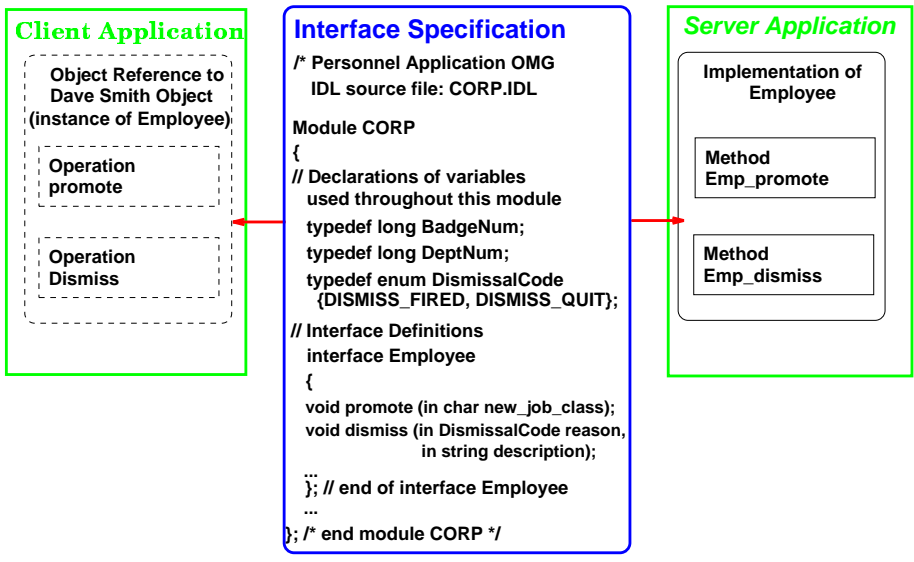 Client Application
Object Reference to
Dave Smith Object
(instance of Employee)
Operation
promote
Operation
Dismiss
Interface Specification
/* Personnel Application OMG
IDL source file: CORP.IDL
Module CORP
{
// Declarations of variables
used throughout this module
typedef long BadgeNum;
typedef long DeptNum;
typedef enum DismissalCode
{DISMISS_FIRED, DISMISS_QUIT};
// Interface Definitions
interface Employee
{
void promote (in char new_job_class);
void dismiss (in DismissalCode reason,
in string description);
...
}; // end of interface Employee
...
}; /* end module CORP */
Server Application
Implementation of
Employee
Method
Emp_promote
Method
Emp_dismiss